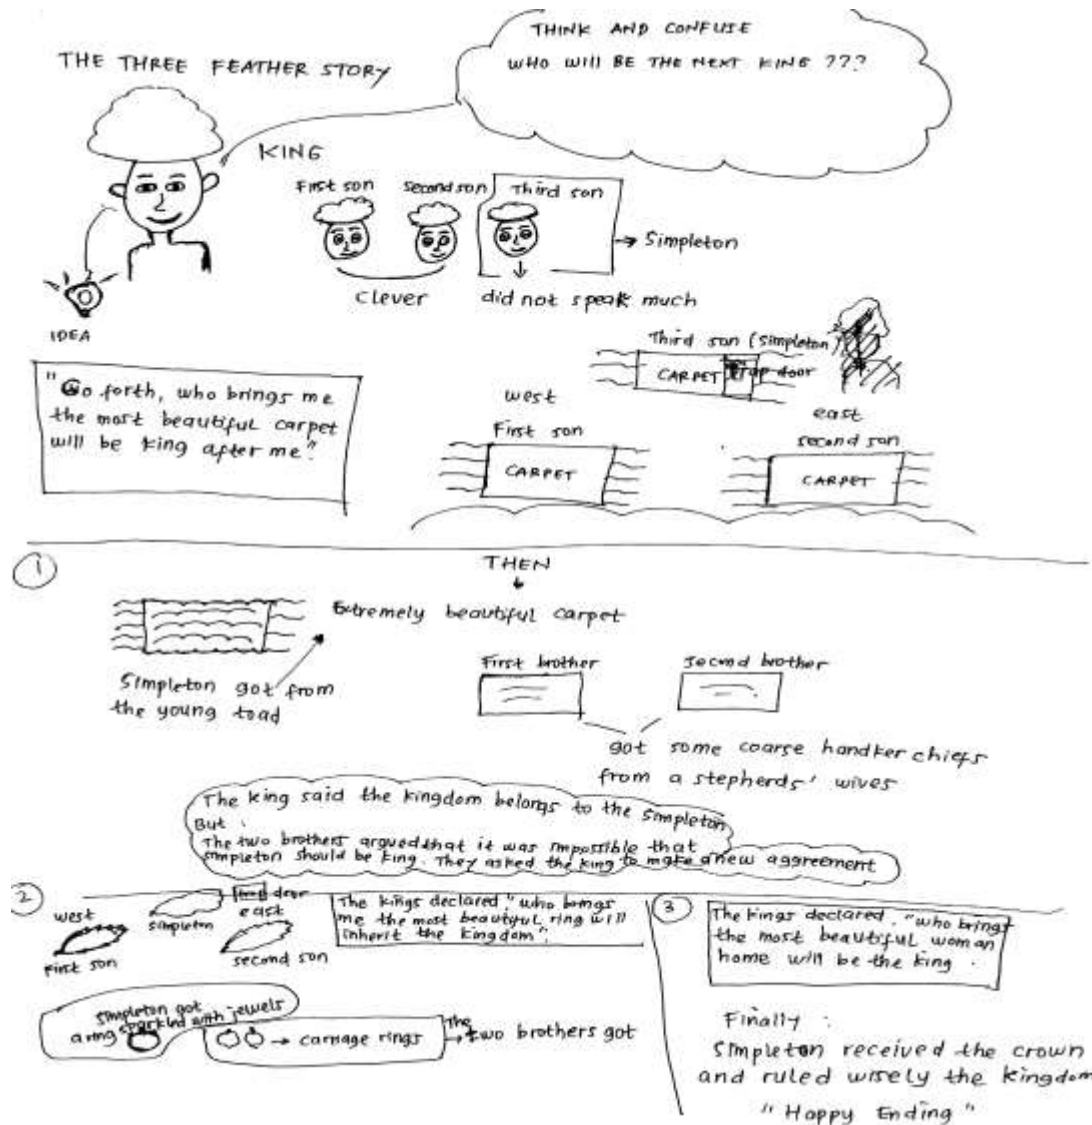 THINK AND CONFUSE
WHO WILL BE THE NEXT KING ???
THE THREE FEATHER STORY
KING
First son
Second son
Third son
Simpleton
clever
did not speak much
IDEA
"Go forth, who brings me
the most beautiful carpet
will be king after me."
Third son (Simpleton)
CARPET
Trap door
west
First son
CARPET
east
second son
CARPET
1
THEN
Extremely beautiful carpet
Simpleton got from
the young toad
First brother
Second brother
got some coarse handker chiefs
from a stepherds' wives
The king said the kingdom belongs to the simpleton
But :
The two brothers argued that it was impossible that
simpleton should be king. They asked the king to make a new aggreement
2
west
First son
simpleton
trap door
east
second son
The kings declared "who brings
me the most beautiful ring will
inherit the kingdom".
simpleton got
a ring sparkled with jewels
carriage rings
The
two brothers got
3
The kings declared. "who brings
the most beautiful woman
home will be the king.
Finally :
Simpleton received the crown
and ruled wisely the kingdom
"Happy Ending"